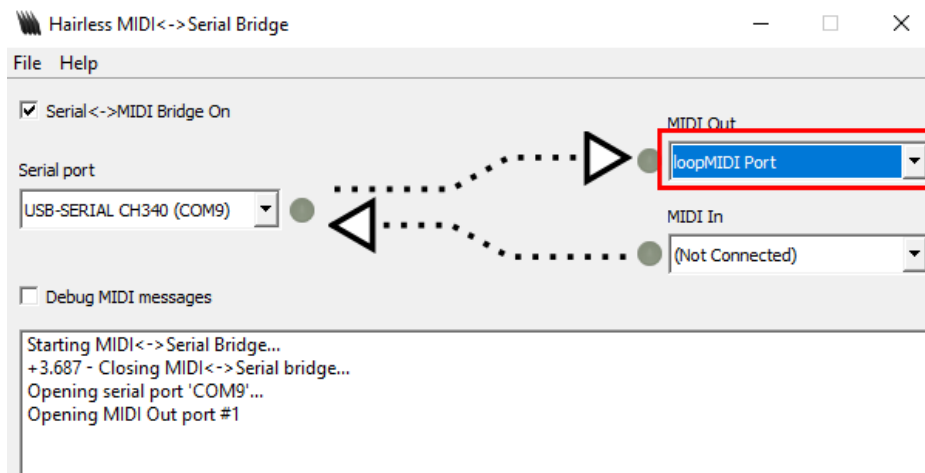 Hairless MIDI<->Serial Bridge
File Help
Serial<->MIDI Bridge On
MIDI Out
loopMIDI Port
Serial port
USB-SERIAL CH340 (COM9)
MIDI In
(Not Connected)
Debug MIDI messages
Starting MIDI<->Serial Bridge...
+3.687 - Closing MIDI<->Serial bridge...
Opening serial port 'COM9'...
Opening MIDI Out port #1